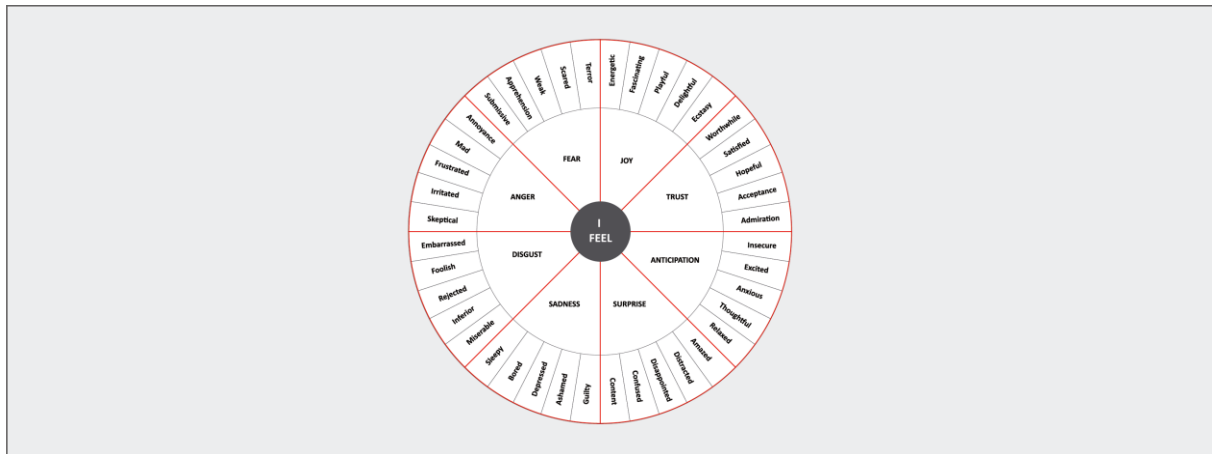 I
FEEL
JOY
Energetic
Fascinating
Playful
Delightful
Ecstasy
TRUST
Worthwhile
Satisfied
Hopeful
Acceptance
Admiration
ANTICIPATION
Insecure
Excited
Anxious
Thoughtful
Relaxed
SURPRISE
Amazed
Distracted
Disappointed
Confused
Content
SADNESS
Guilty
Ashamed
Depressed
Bored
Sleepy
DISGUST
Miserable
Inferior
Rejected
Foolish
Embarrassed
ANGER
Skeptical
Irritated
Frustrated
Mad
Annoyance
FEAR
Submissive
Apprehension
Weak
Scared
Terror